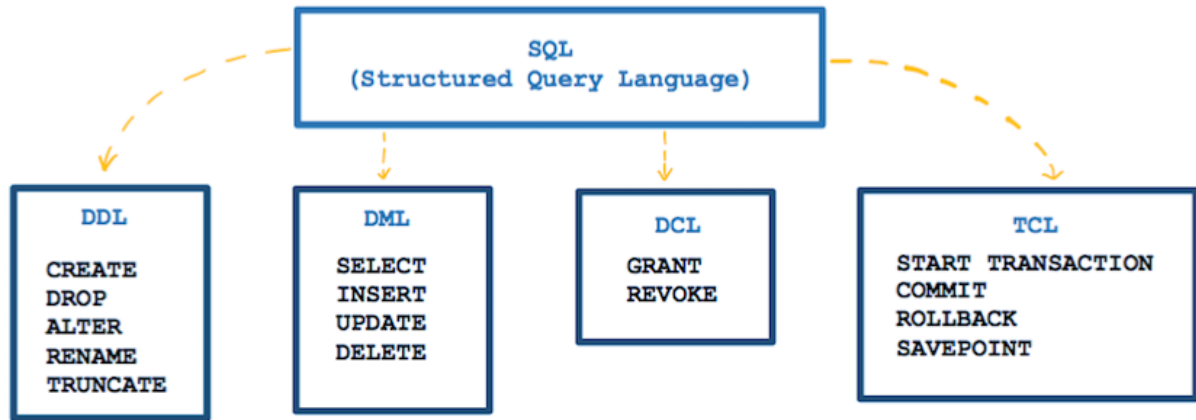 SQL
(Structured Query Language)
DDL
CREATE
DROP
ALTER
RENAME
TRUNCATE
DML
SELECT
INSERT
UPDATE
DELETE
DCL
GRANT
REVOKE
TCL
START TRANSACTION
COMMIT
ROLLBACK
SAVEPOINT